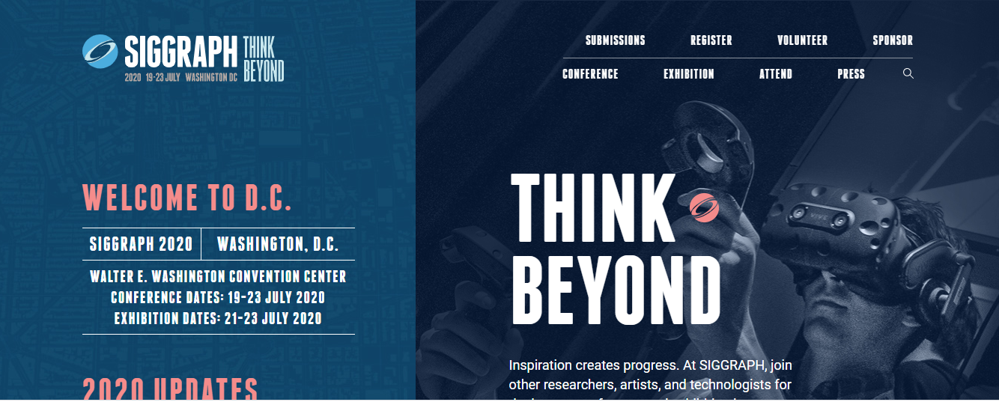 SIGGRAPH THINK BEYOND
2020 19-23 JULY WASHINGTON DC
SUBMISSIONS REGISTER VOLUNTEER SPONSOR
CONFERENCE EXHIBITION ATTEND PRESS
WELCOME TO D.C.
SIGGRAPH 2020 WASHINGTON, D.C.
WALTER E. WASHINGTON CONVENTION CENTER
CONFERENCE DATES: 19-23 JULY 2020
EXHIBITION DATES: 21-23 JULY 2020
2020 UPDATES
THINK
BEYOND
VIVE
Inspiration creates progress. At SIGGRAPH, join
other researchers, artists, and technologists for